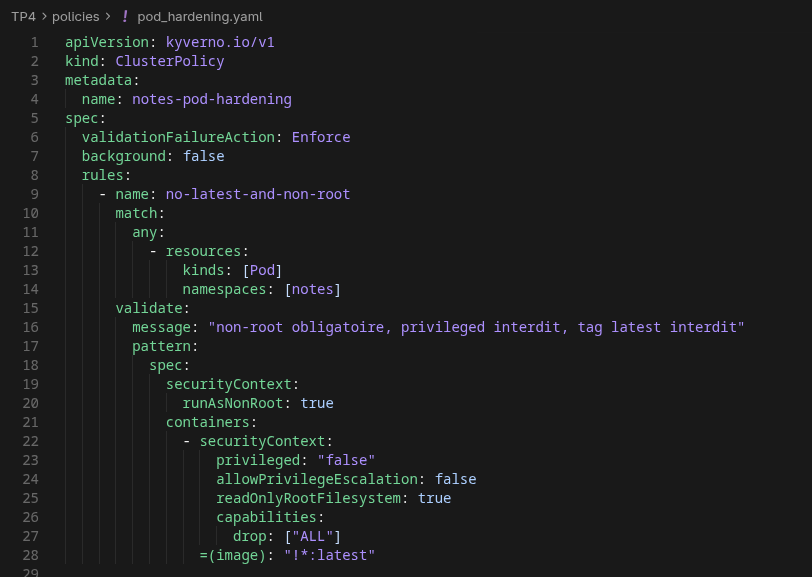 TP4 > policies > ! pod_hardening.yaml
1 apiVersion: kyverno.io/v1
2 kind: ClusterPolicy
3 metadata:
4   name: notes-pod-hardening
5 spec:
6   validationFailureAction: Enforce
7   background: false
8   rules:
9     - name: no-latest-and-non-root
10       match:
11         any:
12           - resources:
13               kinds: [Pod]
14               namespaces: [notes]
15       validate:
16         message: "non-root obligatoire, privileged interdit, tag latest interdit"
17         pattern:
18           spec:
19             securityContext:
20               runAsNonRoot: true
21             containers:
22               - securityContext:
23                   privileged: "false"
24                   allowPrivilegeEscalation: false
25                   readOnlyRootFilesystem: true
26                   capabilities:
27                     drop: ["ALL"]
28                 =(image): "!*:latest"
29